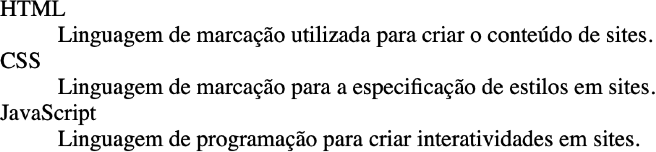 HTML
Linguagem de marcação utilizada para criar o conteúdo de sites.
CSS
Linguagem de marcação para a especificação de estilos em sites.
JavaScript
Linguagem de programação para criar interatividades em sites.